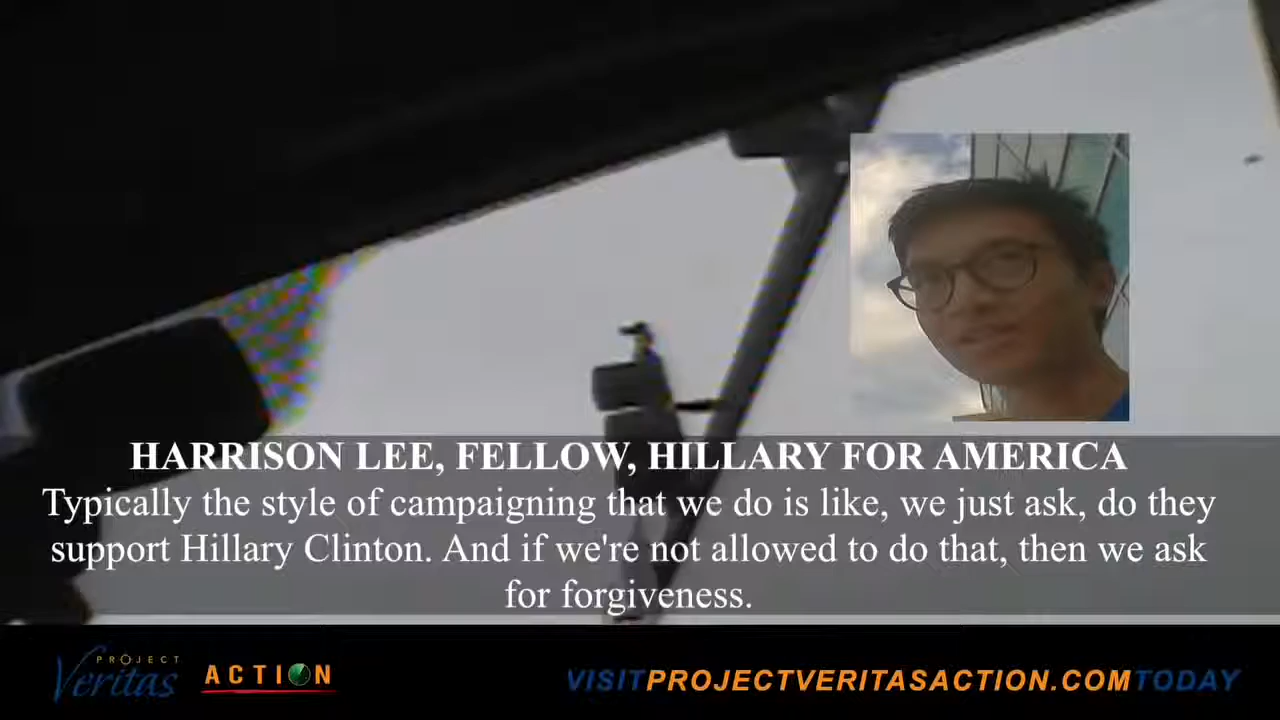 HARRISON LEE, FELLOW, HILLARY FOR AMERICA
Typically the style of campaigning that we do is like, we just ask, do they
support Hillary Clinton. And if we're not allowed to do that, then we ask
for forgiveness.
PROJECT
Veritas ACTION
VISITPROJECTVERITASACTION.COMTODAY